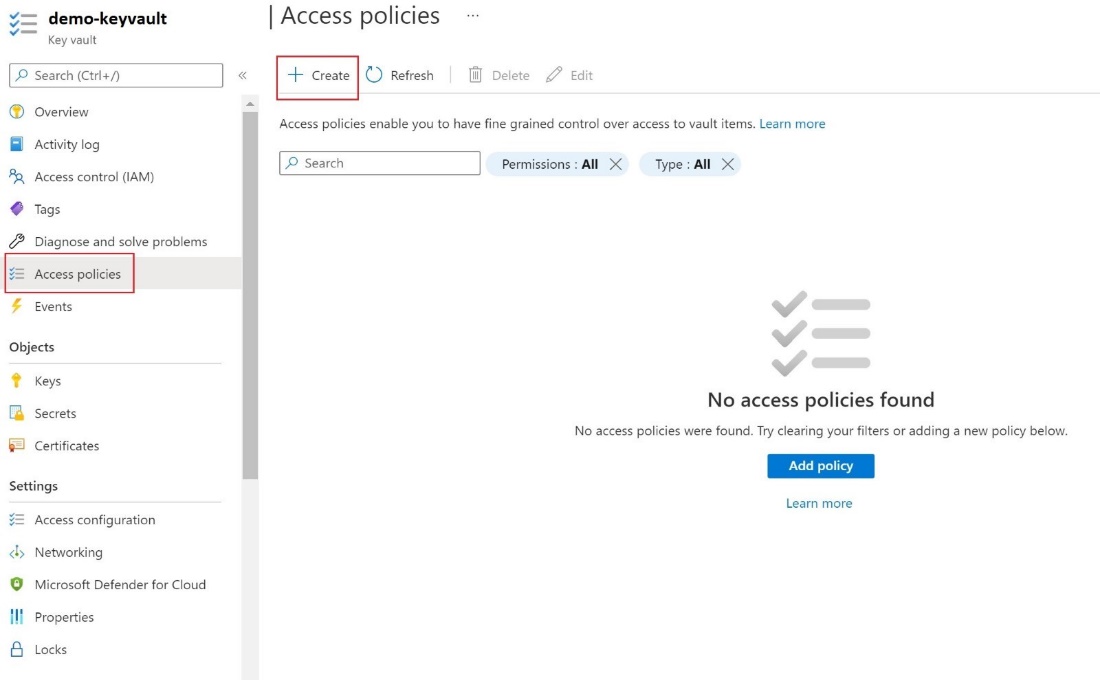 demo-keyvault
Key vault
Search (Ctrl+/)
«
Overview
Activity log
Access control (IAM)
Tags
Diagnose and solve problems
Access policies
Events
Objects
Keys
Secrets
Certificates
Settings
Access configuration
Networking
Microsoft Defender for Cloud
Properties
Locks
| Access policies ...
Create Refresh Delete Edit
Access policies enable you to have fine grained control over access to vault items. Learn more
Search Permissions : All Type : All
No access policies found
No access policies were found. Try clearing your filters or adding a new policy below.
Add policy
Learn more